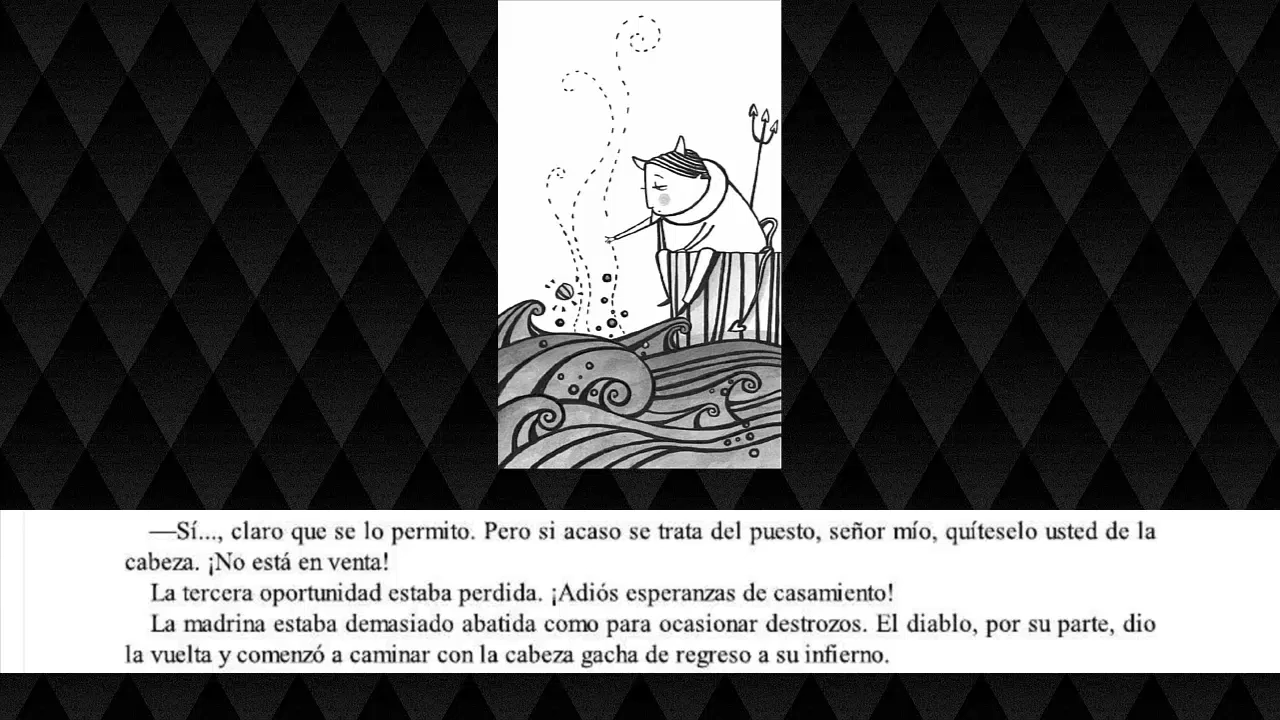 —Sí..., claro que se lo permito. Pero si acaso se trata del puesto, señor mío, quíteselo usted de la
cabeza. ¡No está en venta!
La tercera oportunidad estaba perdida. ¡Adiós esperanzas de casamiento!
La madrina estaba demasiado abatida como para ocasionar destrozos. El diablo, por su parte, dio
la vuelta y comenzó a caminar con la cabeza gacha de regreso a su infierno.